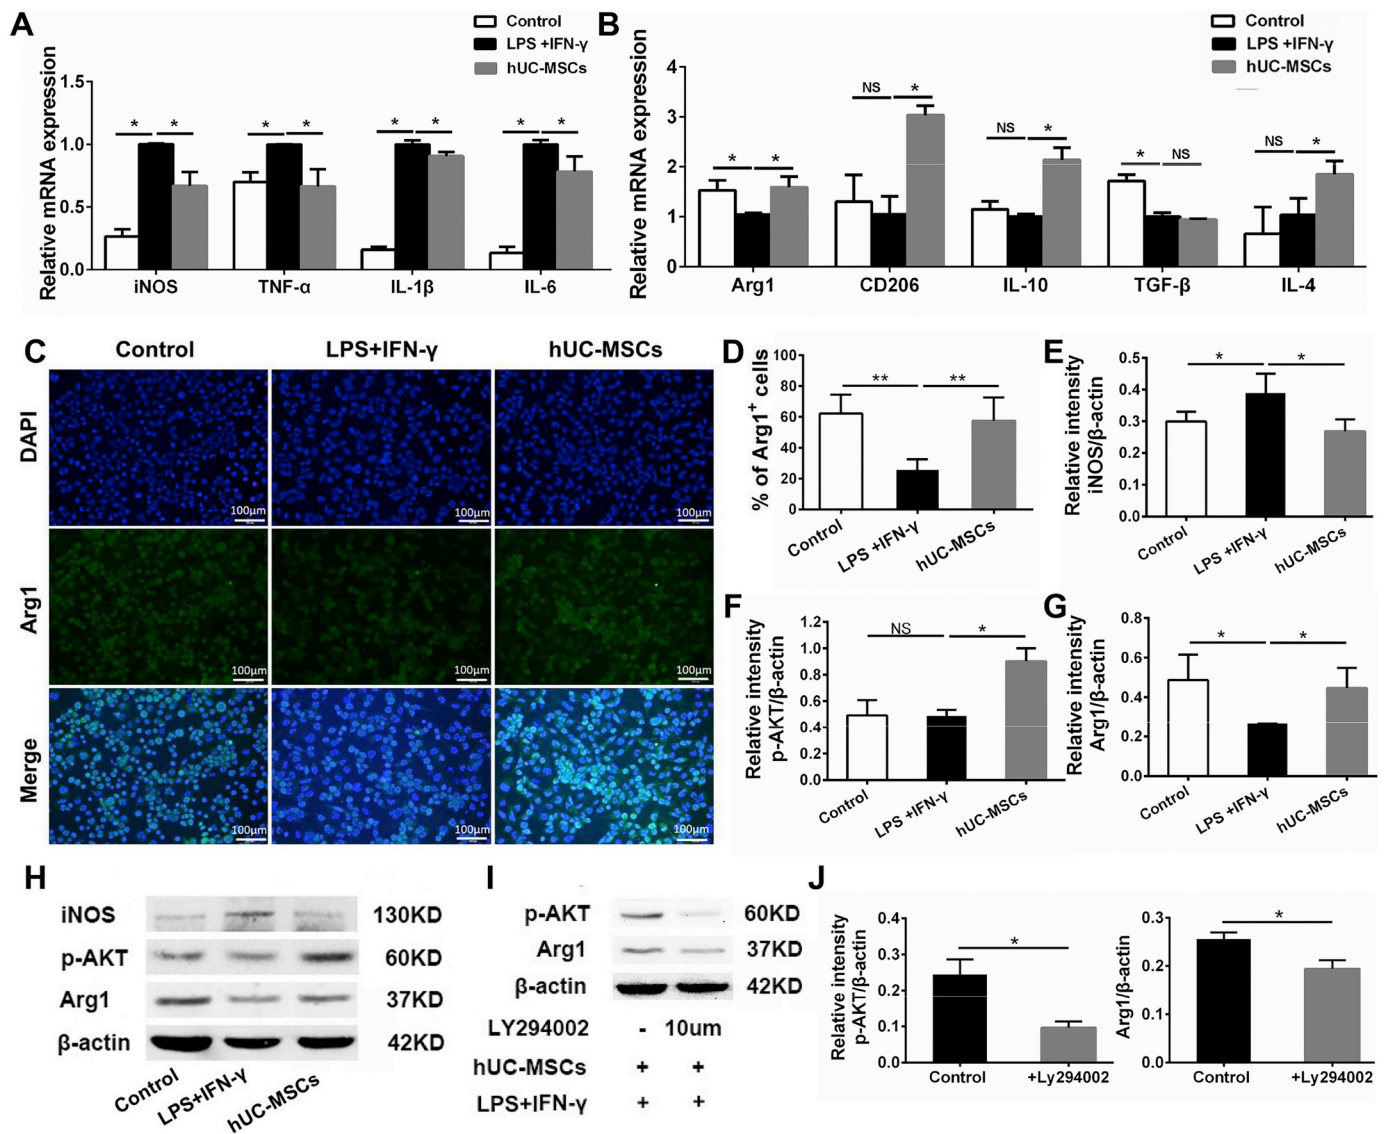 A
Control
LPS +IFN-γ
hUC-MSCs
Relative mRNA expression
1.5
1.0
0.5
0.0
* * * * * * * *
iNOS TNF-α IL-1β IL-6
B
Control
LPS +IFN-γ
hUC-MSCs
Relative mRNA expression
4
3
2
1
0
* * NS * NS * * NS NS *
Arg1 CD206 IL-10 TGF-β IL-4
C
Control LPS+IFN-γ hUC-MSCs
DAPI
100μm 100μm 100μm
Arg1
100μm 100μm 100μm
Merge
100μm 100μm 100μm
D
% of Arg1+ cells
100
80
60
40
20
0
** **
Control LPS +IFN-γ hUC-MSCs
E
Relative intensity
iNOS/β-actin
0.5
0.4
0.3
0.2
0.1
0.0
* *
Control LPS +IFN-γ hUC-MSCs
F
Relative intensity
p-AKT/β-actin
1.2
1.0
0.8
0.6
0.4
0.2
0.0
NS *
Control LPS +IFN-γ hUC-MSCs
G
Relative intensity
Arg1/β-actin
0.8
0.6
0.4
0.2
0.0
* *
Control LPS +IFN-γ hUC-MSCs
H
iNOS 130KD
p-AKT 60KD
Arg1 37KD
β-actin 42KD
Control LPS+IFN-γ hUC-MSCs
I
p-AKT 60KD
Arg1 37KD
β-actin 42KD
LY294002 - 10um
hUC-MSCs + +
LPS+IFN-γ + +
J
Relative intensity
p-AKT/β-actin
0.4
0.3
0.2
0.1
0.0
*
Control +Ly294002
Arg1/β-actin
0.3
0.2
0.1
0.0
*
Control +Ly294002